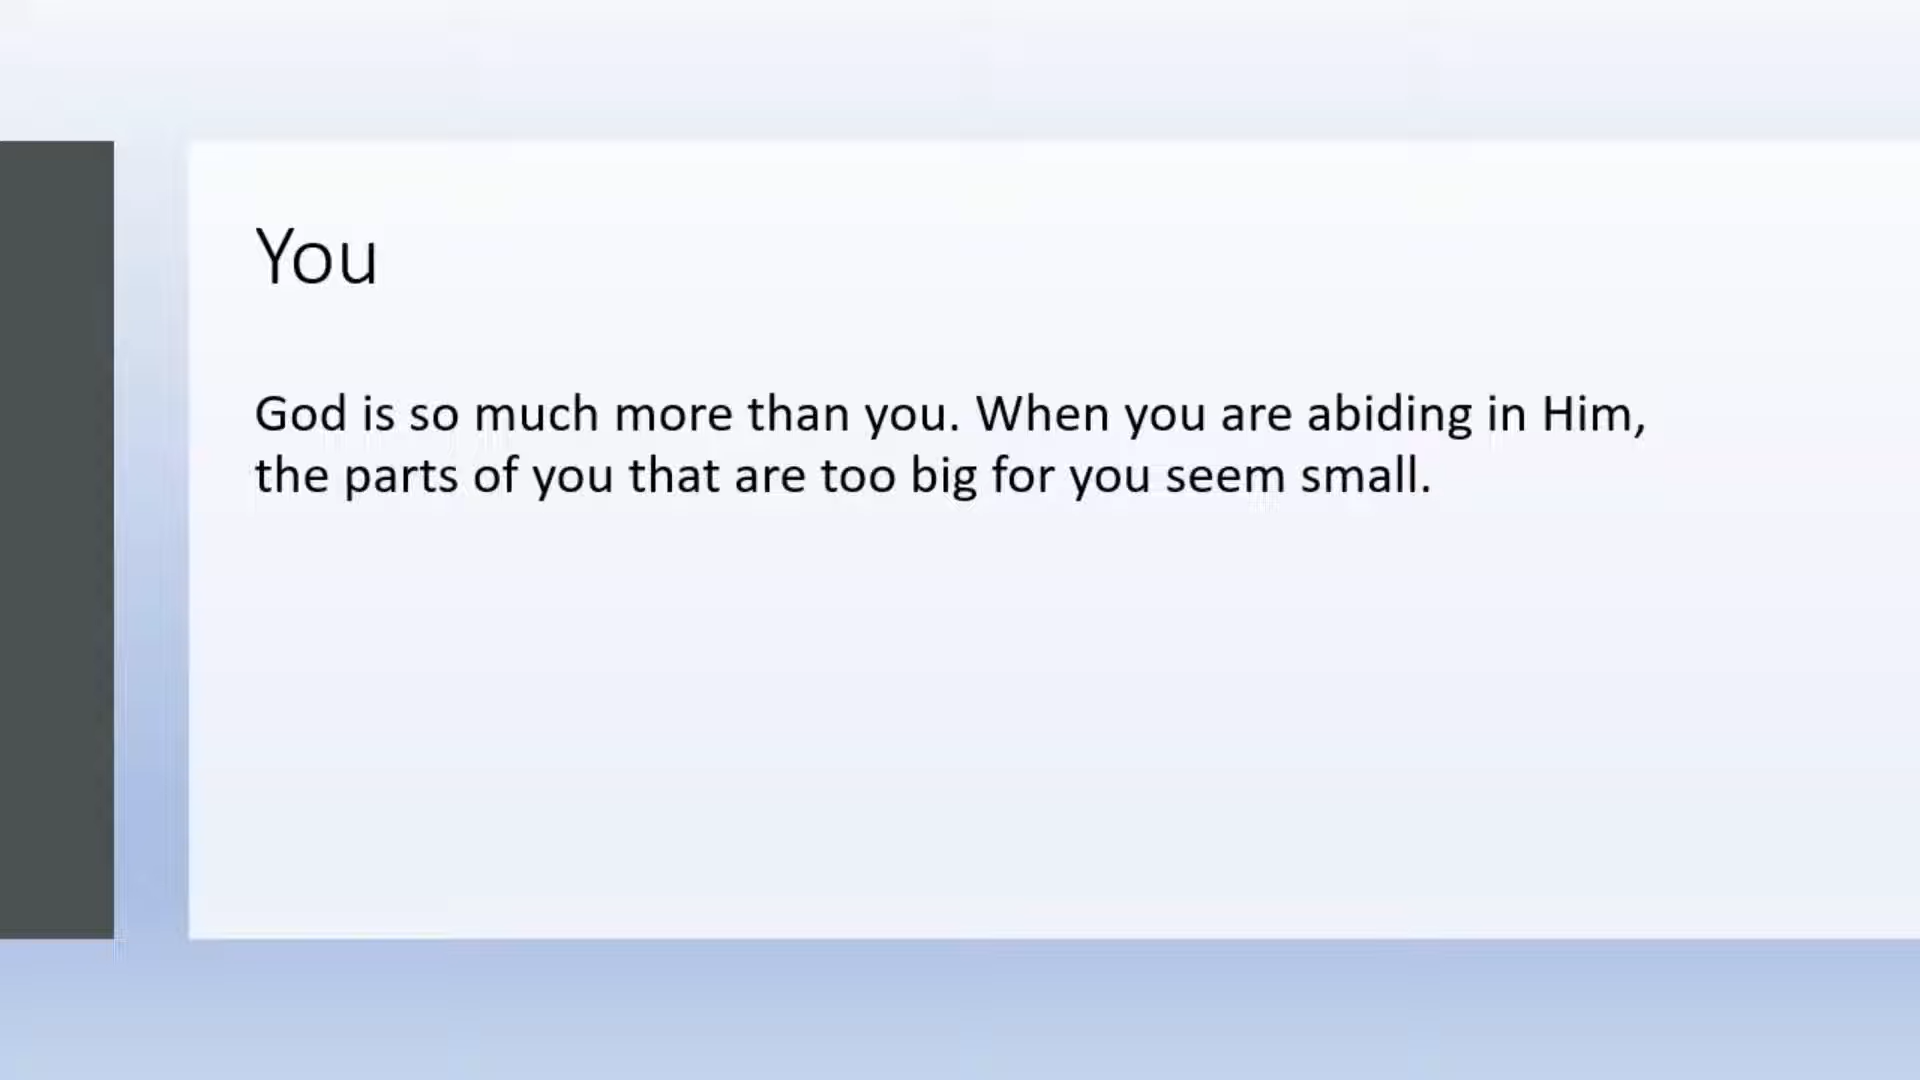 You
God is so much more than you. When you are abiding in Him,
the parts of you that are too big for you seem small.